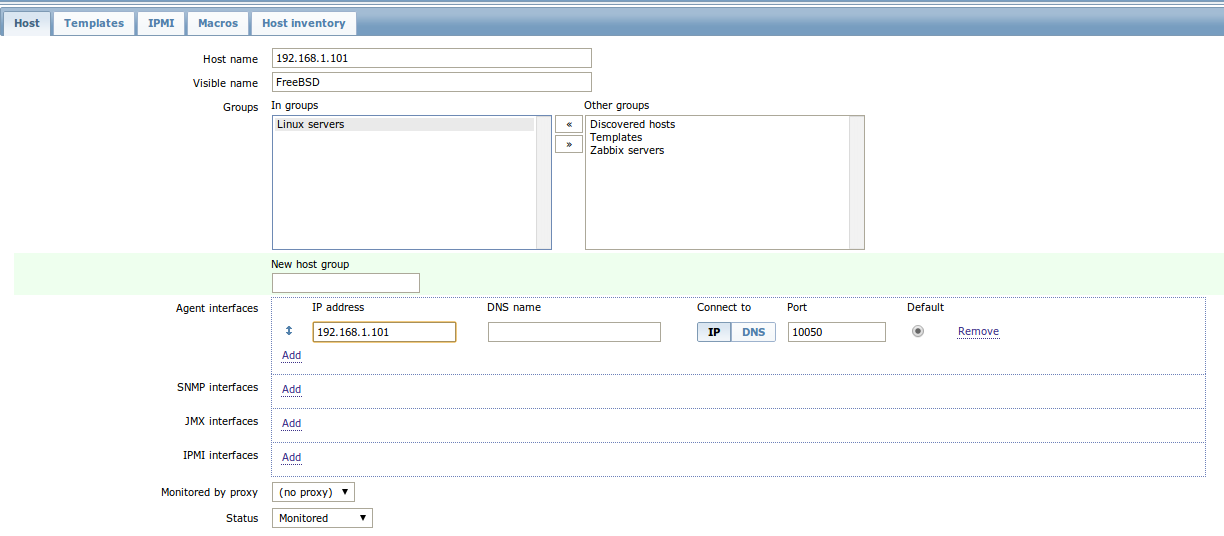 Host Templates IPMI Macros Host inventory
Host name 192.168.1.101
Visible name FreeBSD
Groups In groups Other groups
Linux servers « Discovered hosts
» Templates
Zabbix servers
New host group
Agent interfaces IP address DNS name Connect to Port Default
192.168.1.101 IP DNS 10050 Remove
Add
SNMP interfaces Add
JMX interfaces Add
IPMI interfaces Add
Monitored by proxy (no proxy)
Status Monitored